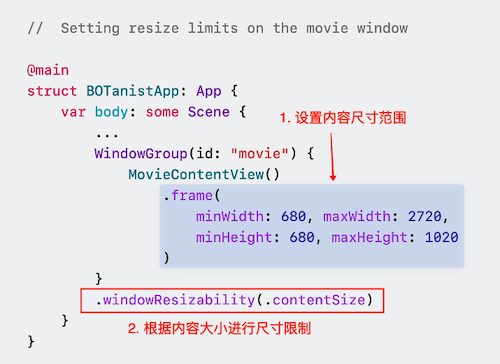 //  Setting resize limits on the movie window
@main
struct BOTanistApp: App {
var body: some Scene {
...
1. 设置内容尺寸范围
WindowGroup(id: "movie") {
MovieContentView()
.frame(
minWidth: 680, maxWidth: 2720,
minHeight: 680, maxHeight: 1020
)
}
.windowResizability(.contentSize)
}
2. 根据内容大小进行尺寸限制
}